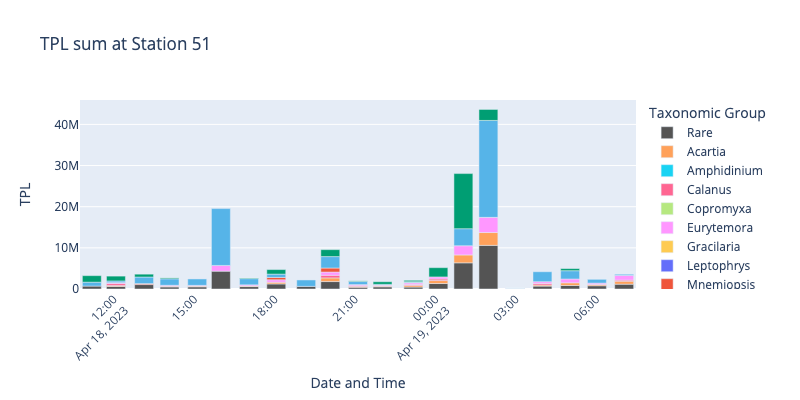 TPL sum at Station 51
TPL
40M
30M
20M
10M
0
12:00
Apr 18, 2023
15:00
18:00
21:00
00:00
Apr 19, 2023
03:00
06:00
Date and Time
Taxonomic Group
Rare
Acartia
Amphidinium
Calanus
Copromyxa
Eurytemora
Gracilaria
Leptophrys
Mnemiopsis